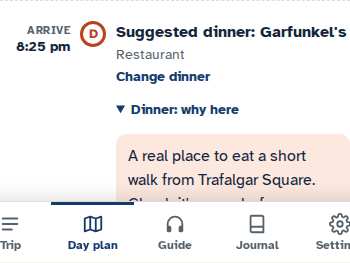 ARRIVE
8:25 pm
D
Suggested dinner: Garfunkel's
Restaurant
Change dinner
▼ Dinner: why here
A real place to eat a short
walk from Trafalgar Square.
Trip
Day plan
Guide
Journal